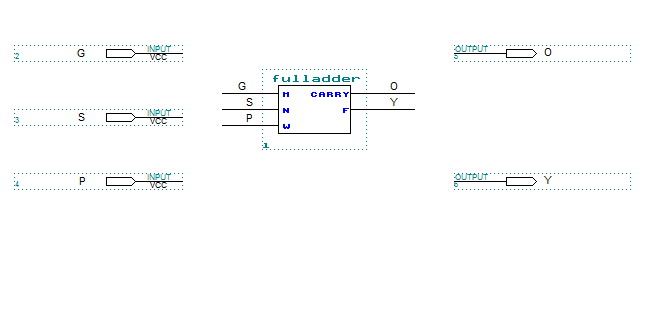 G INPUT VCC 2
OUTPUT O 5
fulladder
G M CARRY O
S N F Y
P W
1
S INPUT VCC 3
P INPUT VCC 4
OUTPUT Y 6